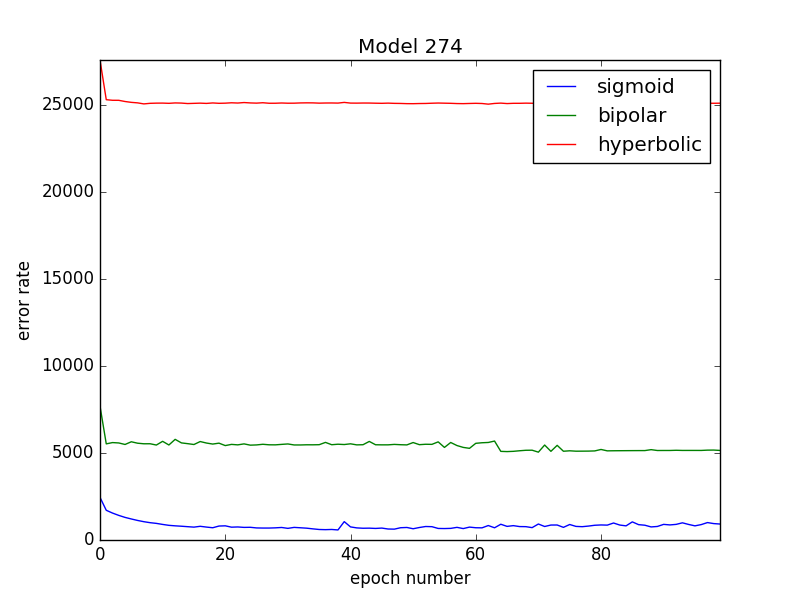 Model 274
sigmoid
bipolar
hyperbolic
25000
20000
15000
10000
5000
0
error rate
0 20 40 60 80
epoch number